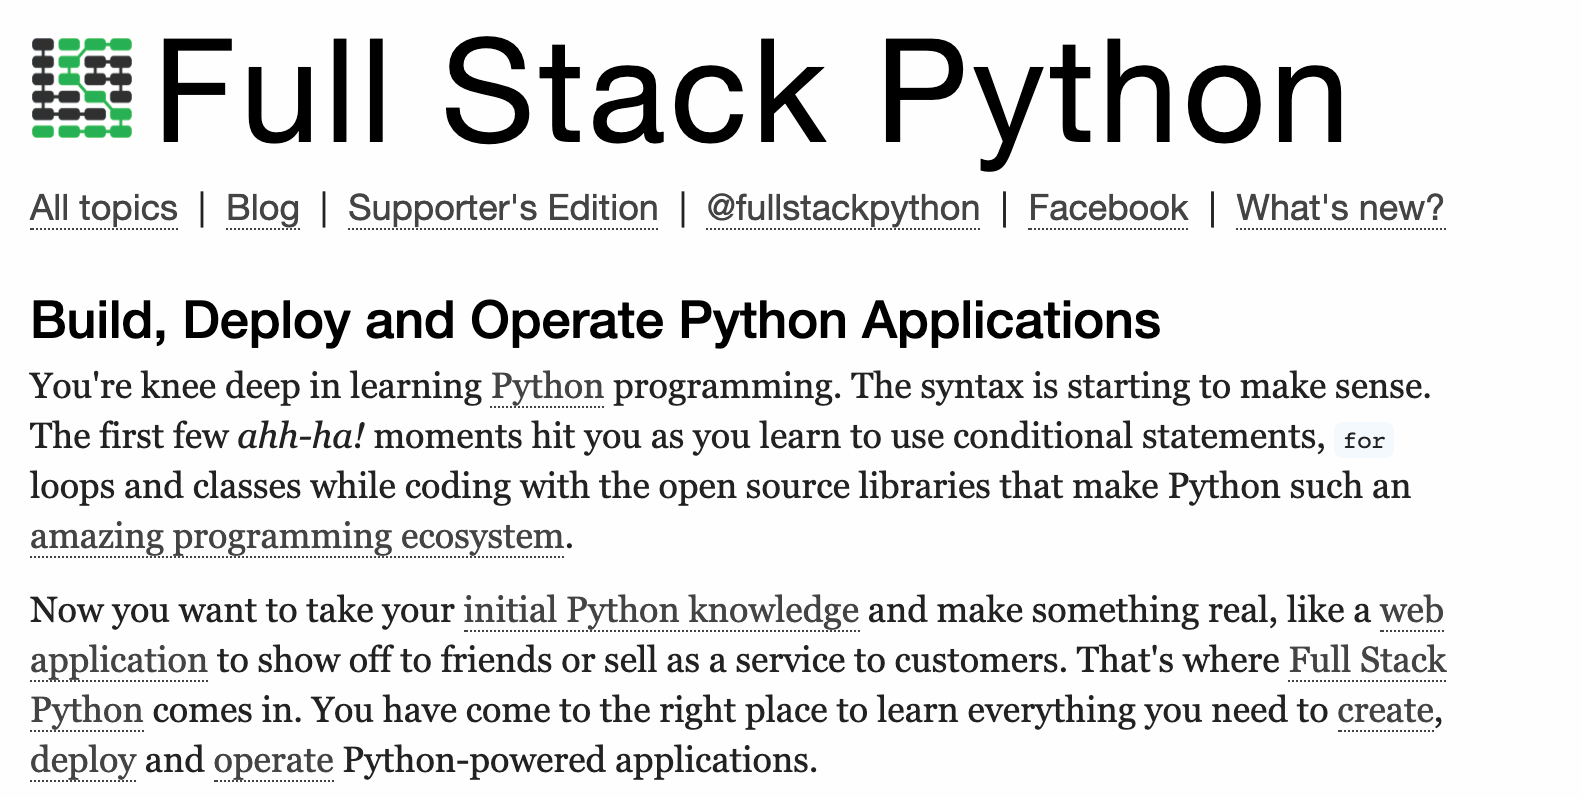 Full Stack Python
All topics | Blog | Supporter's Edition | @fullstackpython | Facebook | What's new?
Build, Deploy and Operate Python Applications
You're knee deep in learning Python programming. The syntax is starting to make sense.
The first few ahh-ha! moments hit you as you learn to use conditional statements, for
loops and classes while coding with the open source libraries that make Python such an
amazing programming ecosystem.
Now you want to take your initial Python knowledge and make something real, like a web
application to show off to friends or sell as a service to customers. That's where Full Stack
Python comes in. You have come to the right place to learn everything you need to create,
deploy and operate Python-powered applications.